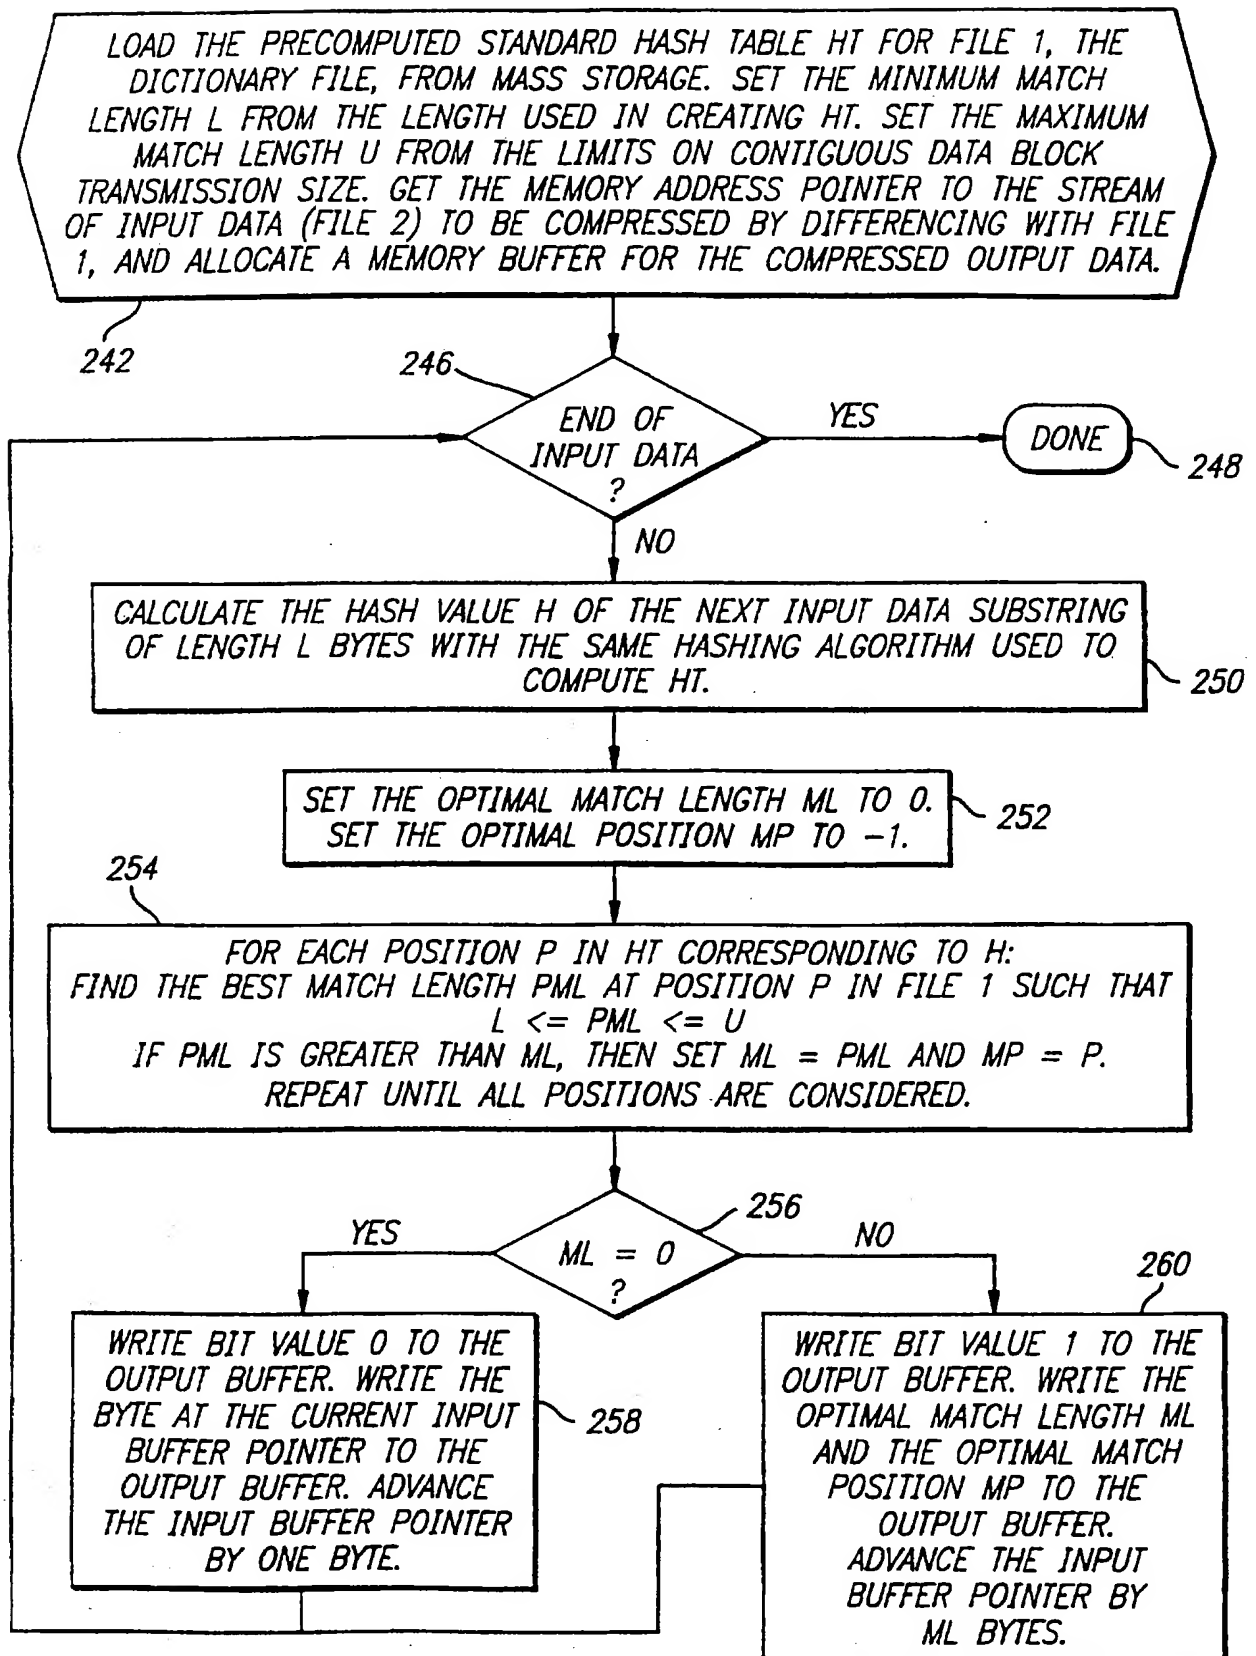 LOAD THE PRECOMPUTED STANDARD HASH TABLE HT FOR FILE 1, THE
DICTIONARY FILE, FROM MASS STORAGE. SET THE MINIMUM MATCH
LENGTH L FROM THE LENGTH USED IN CREATING HT. SET THE MAXIMUM
MATCH LENGTH U FROM THE LIMITS ON CONTIGUOUS DATA BLOCK
TRANSMISSION SIZE. GET THE MEMORY ADDRESS POINTER TO THE STREAM
OF INPUT DATA (FILE 2) TO BE COMPRESSED BY DIFFERENCING WITH FILE
1, AND ALLOCATE A MEMORY BUFFER FOR THE COMPRESSED OUTPUT DATA.
242
246
END OF
INPUT DATA
?
YES
DONE
248
NO
CALCULATE THE HASH VALUE H OF THE NEXT INPUT DATA SUBSTRING
OF LENGTH L BYTES WITH THE SAME HASHING ALGORITHM USED TO
COMPUTE HT.
250
SET THE OPTIMAL MATCH LENGTH ML TO 0.
SET THE OPTIMAL POSITION MP TO -1.
252
254
FOR EACH POSITION P IN HT CORRESPONDING TO H:
FIND THE BEST MATCH LENGTH PML AT POSITION P IN FILE 1 SUCH THAT
L <= PML <= U
IF PML IS GREATER THAN ML, THEN SET ML = PML AND MP = P.
REPEAT UNTIL ALL POSITIONS ARE CONSIDERED.
256
YES
ML = 0
?
NO
260
WRITE BIT VALUE 0 TO THE
OUTPUT BUFFER. WRITE THE
BYTE AT THE CURRENT INPUT
BUFFER POINTER TO THE
OUTPUT BUFFER. ADVANCE
THE INPUT BUFFER POINTER
BY ONE BYTE.
258
WRITE BIT VALUE 1 TO THE
OUTPUT BUFFER. WRITE THE
OPTIMAL MATCH LENGTH ML
AND THE OPTIMAL MATCH
POSITION MP TO THE
OUTPUT BUFFER.
ADVANCE THE INPUT
BUFFER POINTER BY
ML BYTES.